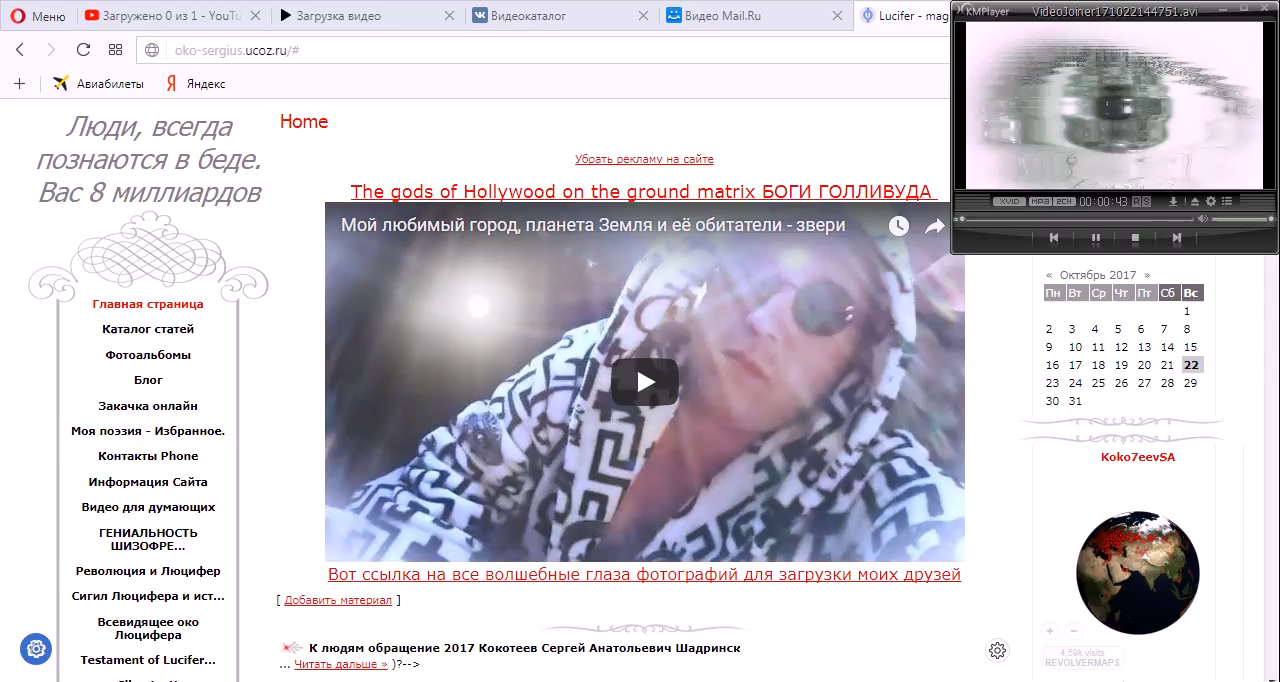 Меню
Загружено 0 из 1 - YouTu
Загрузка видео
Видеокаталог
Видео Mail.Ru
Lucifer - mag
KMPlayer
VideoJoiner171022144751.avi
oko-sergius.ucoz.ru/#
Авиабилеты
Яндекс
XVID MP3 2CH 00:00:43 R S
Люди, всегда
познаются в беде.
Вас 8 миллиардов
Главная страница
Каталог статей
Фотоальбомы
Блог
Закачка онлайн
Моя поэзия - Избранное.
Контакты Phone
Информация Сайта
Видео для думающих
ГЕНИАЛЬНОСТЬ
ШИЗОФРЕ...
Революция и Люцифер
Сигил Люцифера и ист...
Всевидящее око
Люцифера
Testament of Lucifer...
Home
Убрать рекламу на сайте
The gods of Hollywood on the ground matrix БОГИ ГОЛЛИВУДА
Мой любимый город, планета Земля и её обитатели - звери
Вот ссылка на все волшебные глаза фотографий для загрузки моих друзей
[ Добавить материал ]
К людям обращение 2017 Кокотеев Сергей Анатольевич Шадринск
... Читать дальше » )?-->
« Октябрь 2017 »
Пн Вт Ср Чт Пт Сб Вс
1
2 3 4 5 6 7 8
9 10 11 12 13 14 15
16 17 18 19 20 21 22
23 24 25 26 27 28 29
30 31
Koko7eevSA
+ −
4.59k visits
REVOLVERMAPS